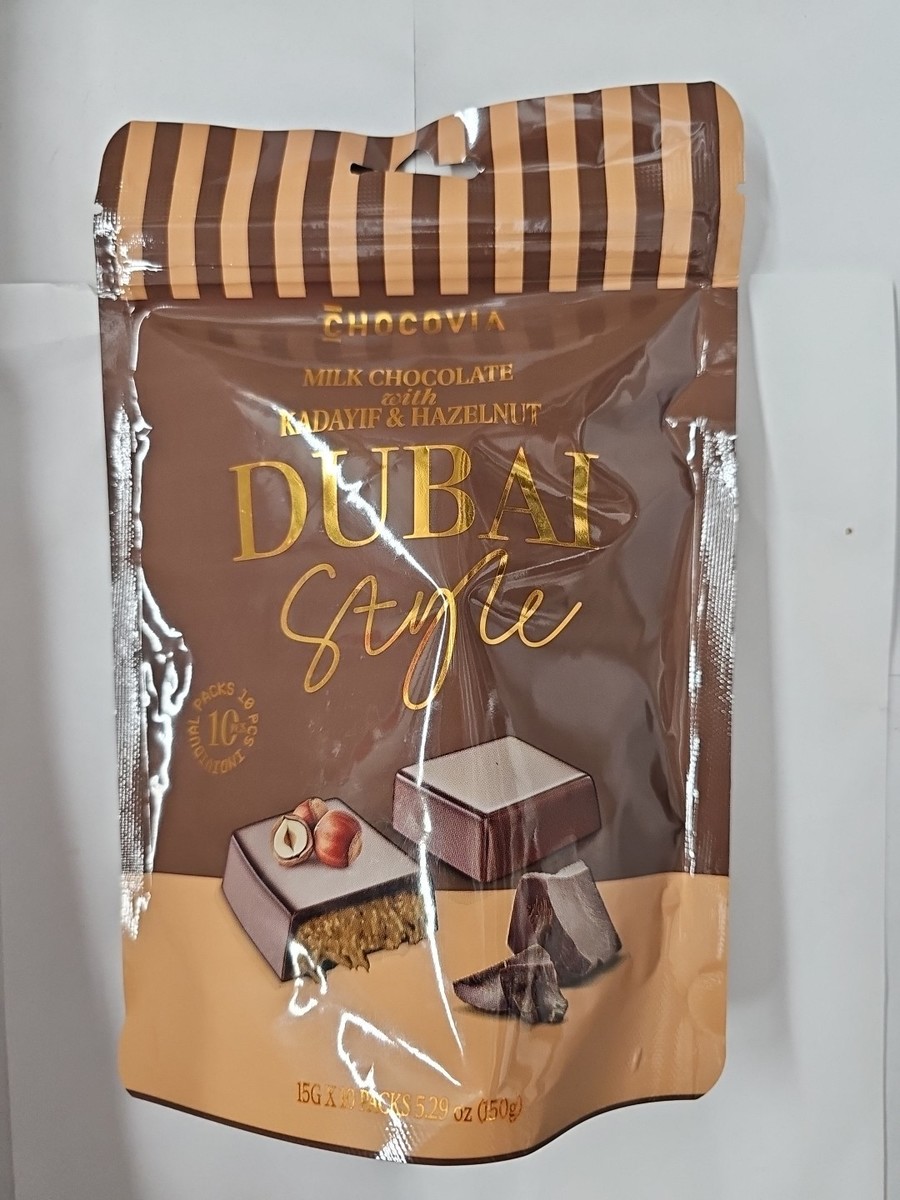 CHOCOVIA
MILK CHOCOLATE
with
KADAYIF & HAZELNUT
DUBAI
Style
10 PCS INDIVIDUAL PACKS
15G X 10 PACKS 5.29 oz (150g)